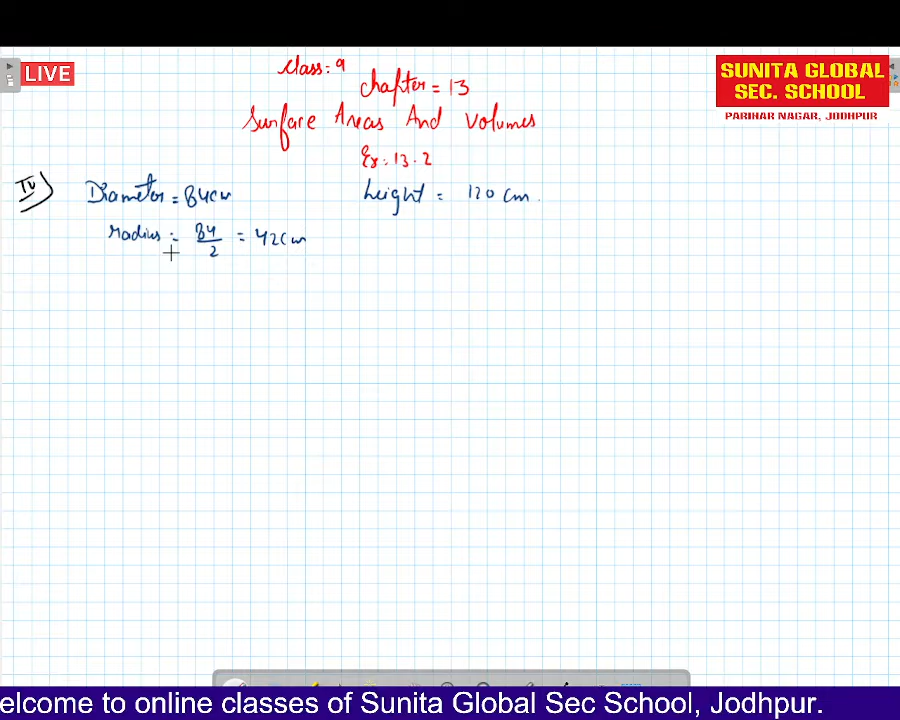 Class: 9
LIVE
Chapter = 13
SUNITA GLOBAL
SEC. SCHOOL
PARIHAR NAGAR, JODHPUR
Surface Areas And Volumes
Ex: 13.2
IV) Diameter = 84cm height = 120 cm.
radius = 84/2 = 42cm
elcome to online classes of Sunita Global Sec School, Jodhpur.